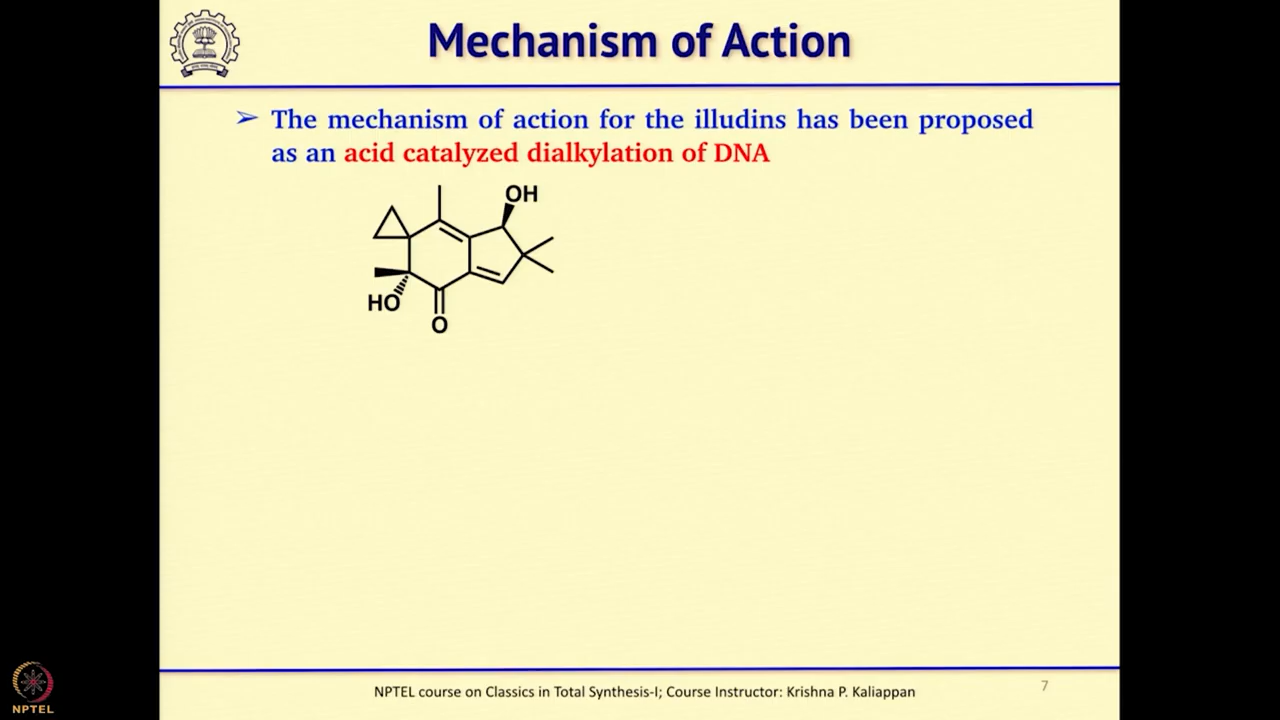 Mechanism of Action
➢ The mechanism of action for the illudins has been proposed
as an acid catalyzed dialkylation of DNA
OH
HO
O
NPTEL course on Classics in Total Synthesis-I; Course Instructor: Krishna P. Kaliappan
7
NPTEL